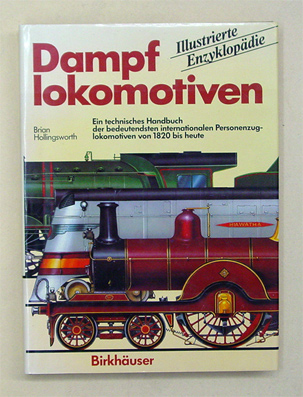 Dampf
lokomotiven
Illustrierte
Enzyklopädie
Brian
Hollingsworth
Ein technisches Handbuch
der bedeutendsten internationalen Personenzug-
lokomotiven von 1820 bis heute
HIAWATHA
Birkhäuser